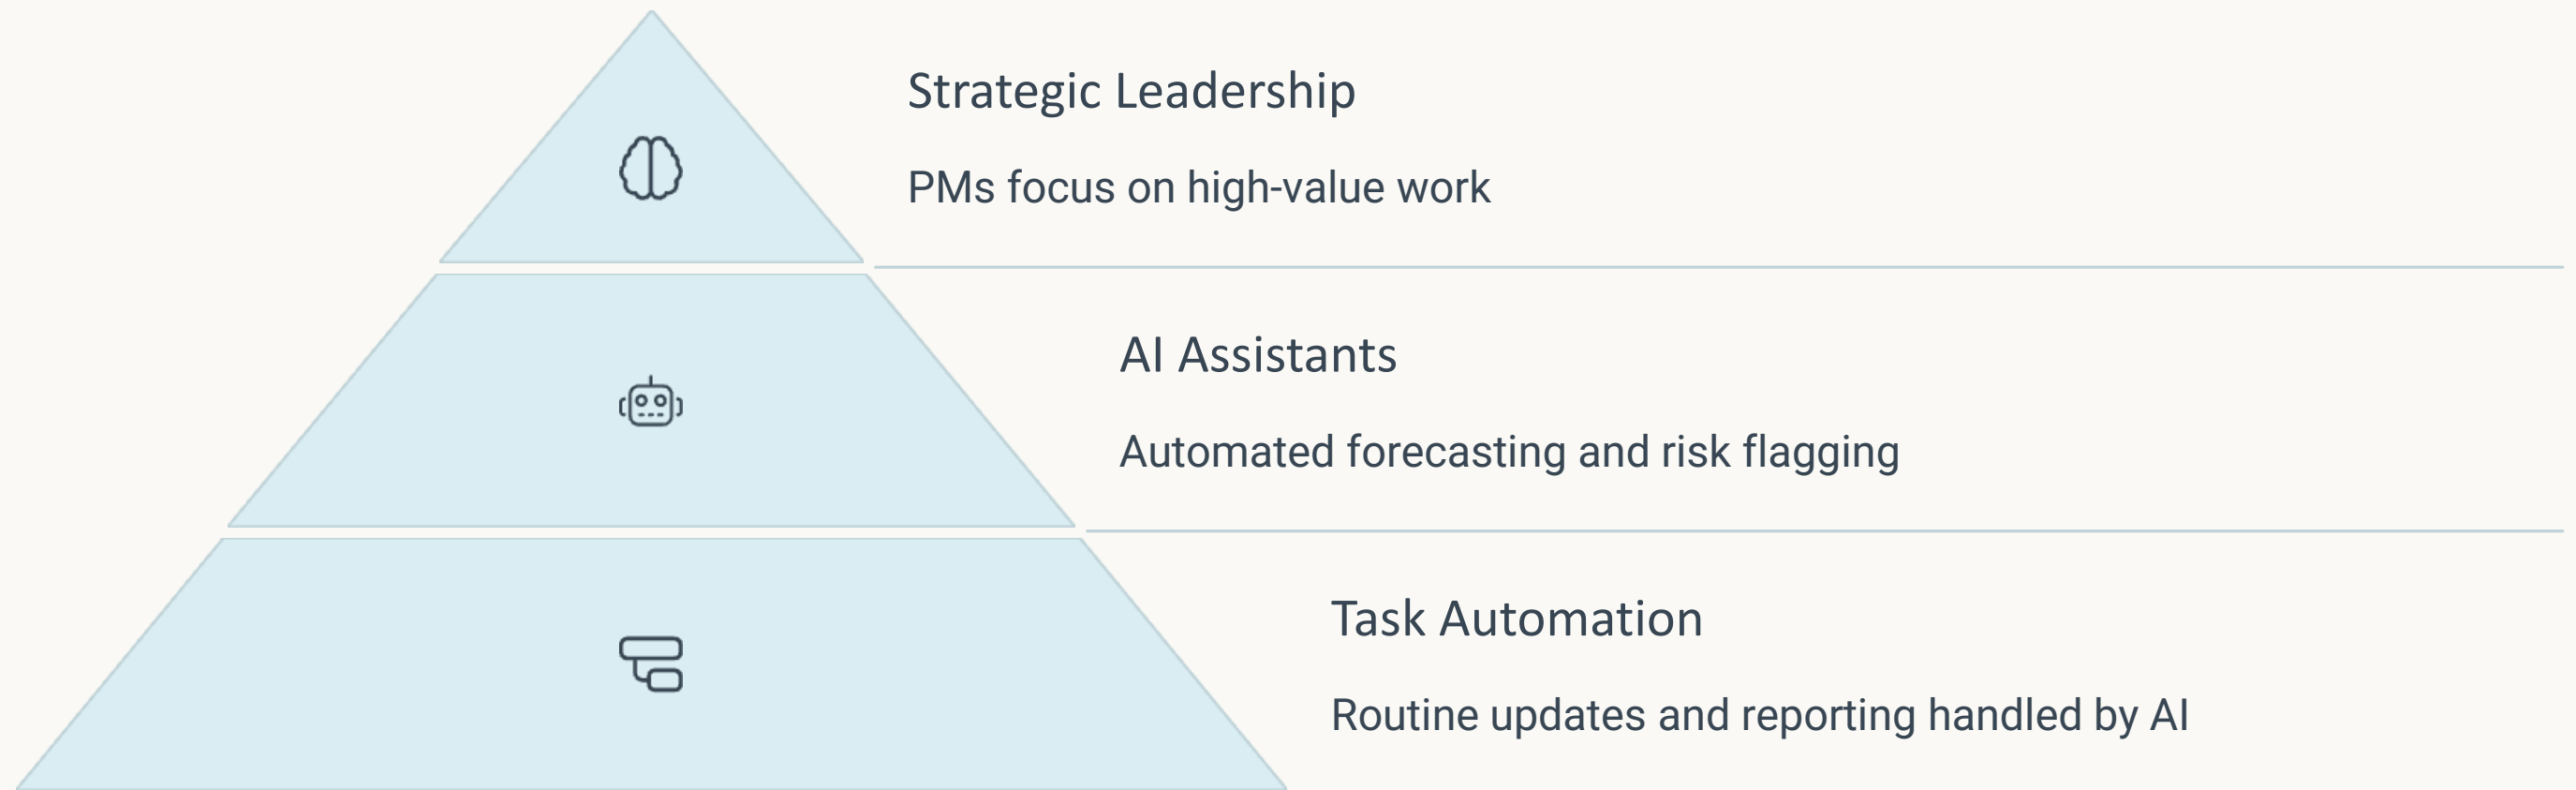 Strategic Leadership
PMs focus on high-value work
AI Assistants
Automated forecasting and risk flagging
Task Automation
Routine updates and reporting handled by AI